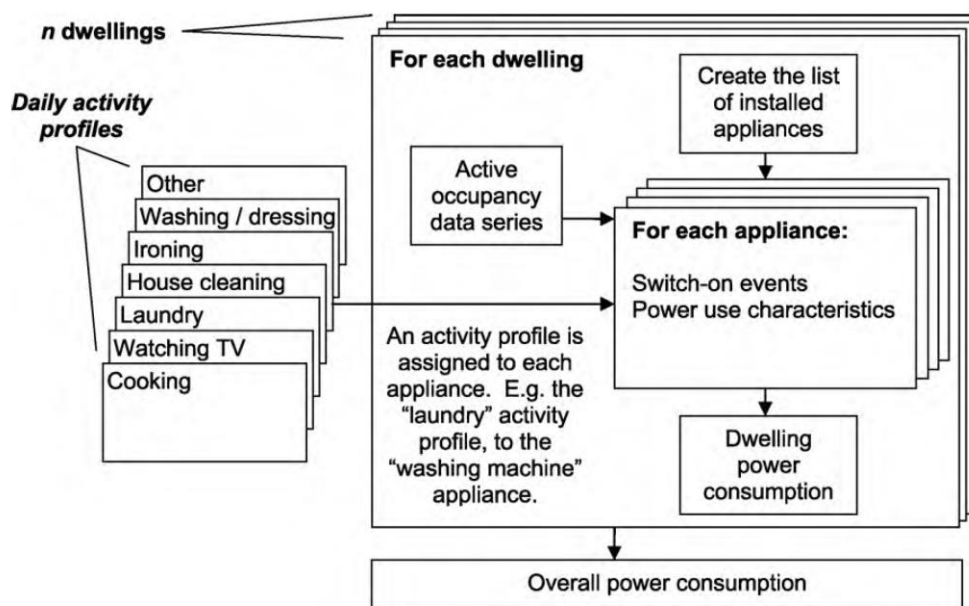 n dwellings
Daily activity
profiles
Other
Washing / dressing
Ironing
House cleaning
Laundry
Watching TV
Cooking
For each dwelling
Create the list
of installed
appliances
Active
occupancy
data series
For each appliance:
Switch-on events
Power use characteristics
An activity profile is
assigned to each
appliance. E.g. the
“laundry” activity
profile, to the
“washing machine”
appliance.
Dwelling
power
consumption
Overall power consumption